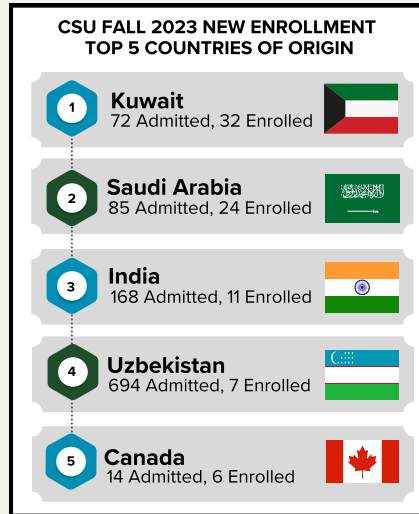 CSU FALL 2023 NEW ENROLLMENT
TOP 5 COUNTRIES OF ORIGIN
1
Kuwait
72 Admitted, 32 Enrolled
2
Saudi Arabia
85 Admitted, 24 Enrolled
3
India
168 Admitted, 11 Enrolled
4
Uzbekistan
694 Admitted, 7 Enrolled
5
Canada
14 Admitted, 6 Enrolled